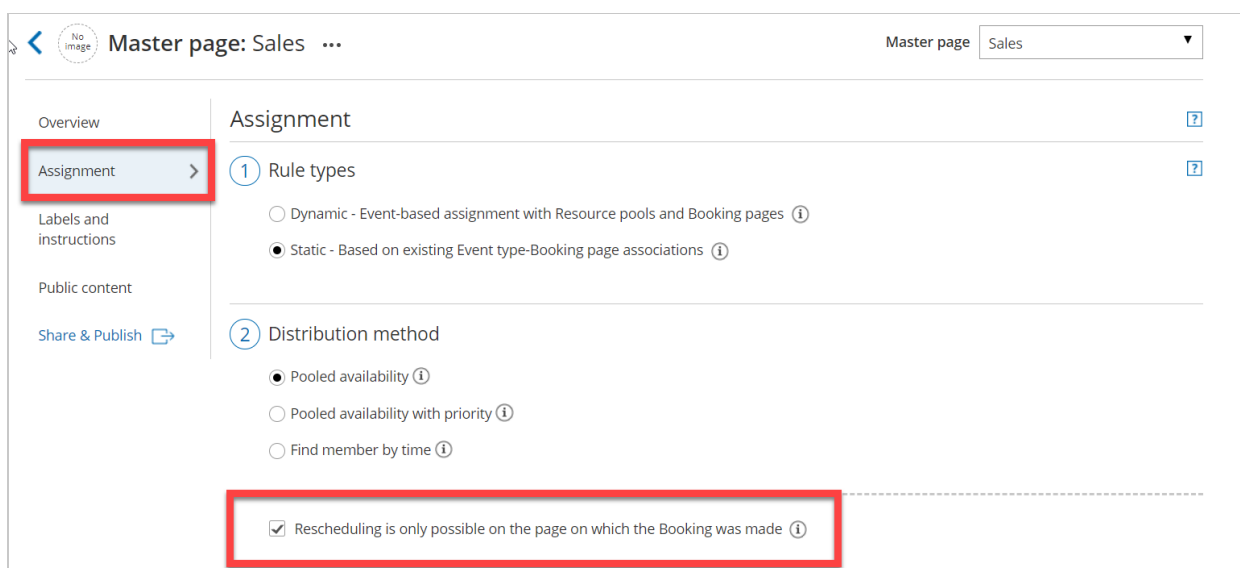 No
image
Master page: Sales ...
Master page
Sales
Overview
Assignment
Labels and
instructions
Public content
Share & Publish
Assignment
?
1 Rule types
?
Dynamic - Event-based assignment with Resource pools and Booking pages i
Static - Based on existing Event type-Booking page associations i
2 Distribution method
Pooled availability i
Pooled availability with priority i
Find member by time i
Rescheduling is only possible on the page on which the Booking was made i